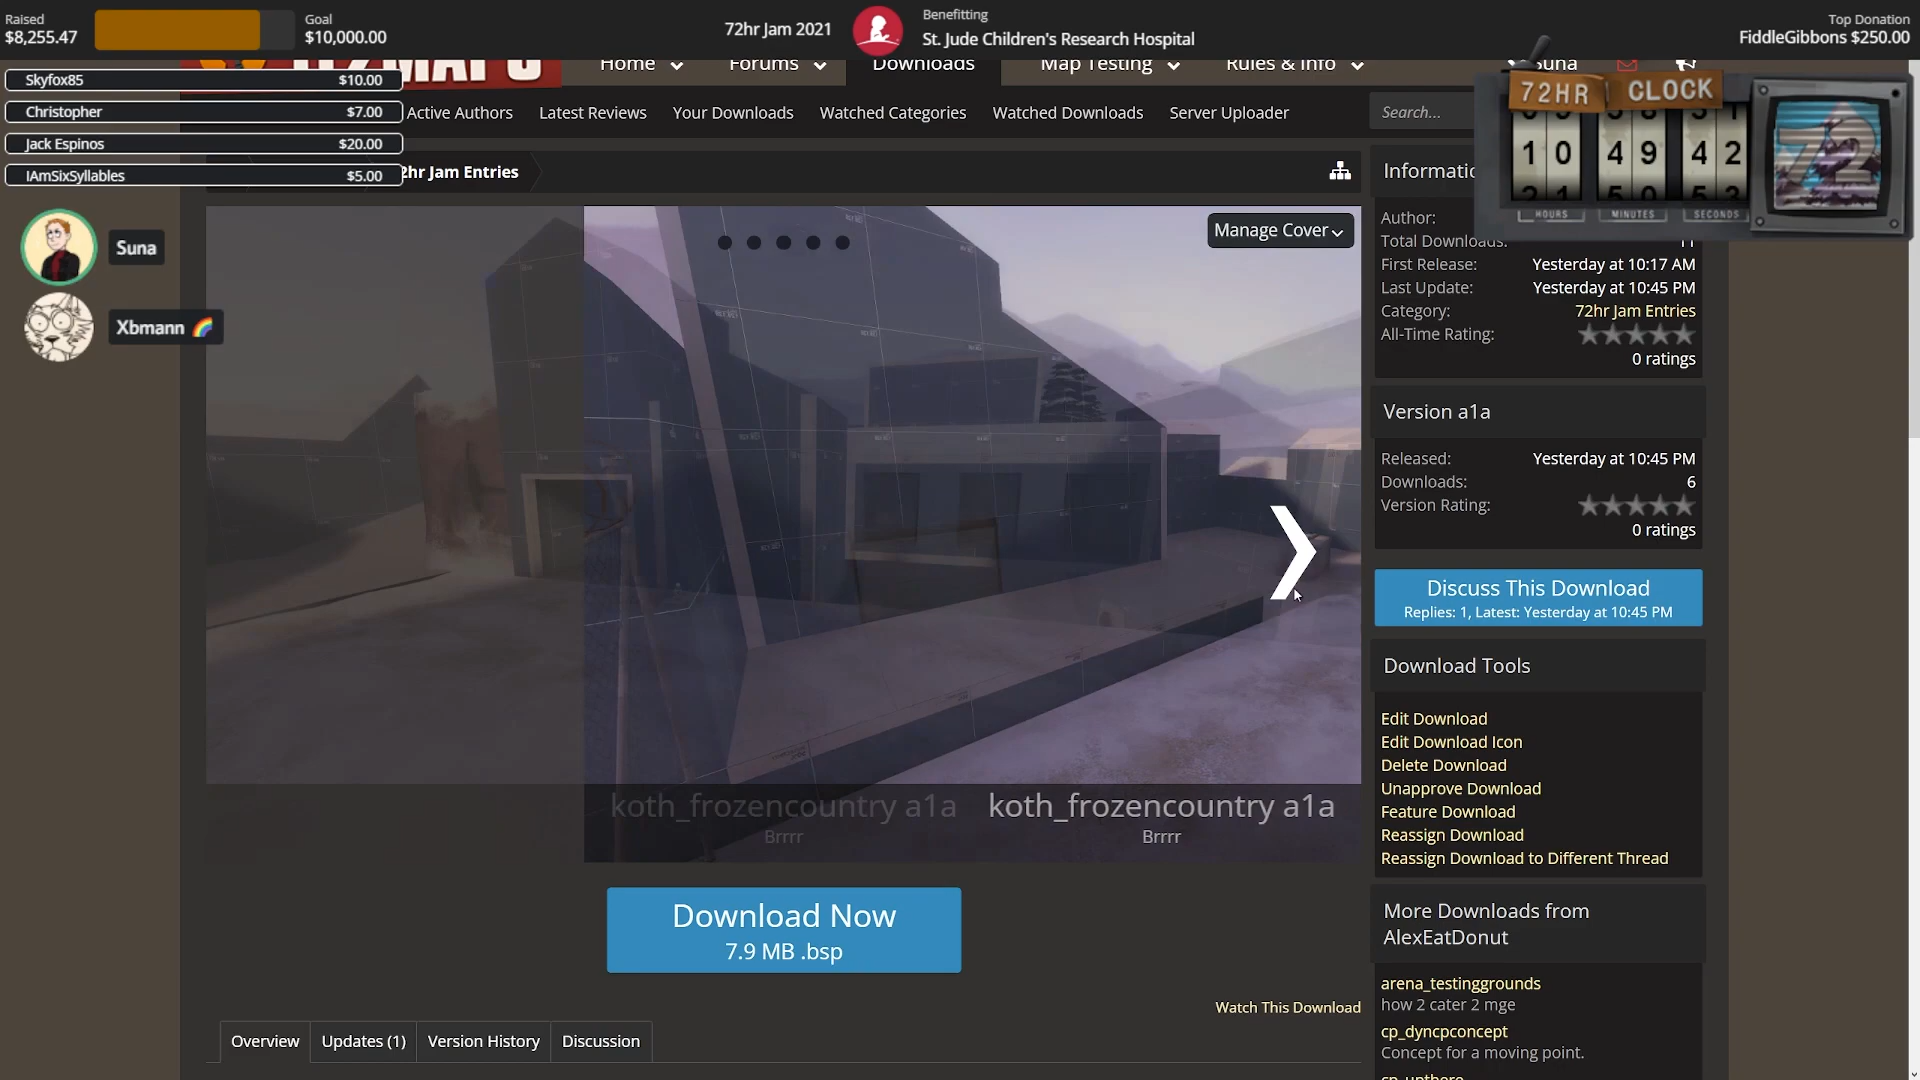 Raised
$8,255.47
Goal
$10,000.00
72hr Jam 2021
Benefitting
St. Jude Children's Research Hospital
Top Donation
FiddleGibbons $250.00
Home
Forums
Downloads
Map Testing
Rules & Info
Suna
Skyfox85 $10.00
Christopher $7.00
Jack Espinos $20.00
IAmSixSyllables $5.00
Active Authors
Latest Reviews
Your Downloads
Watched Categories
Watched Downloads
Server Uploader
Search...
72HR CLOCK
10 49 42
HOURS MINUTES SECONDS
72
2hr Jam Entries
Suna
Xbmann 🌈
Manage Cover
koth_frozencountry a1a
Brrrr
koth_frozencountry a1a
Brrrr
Download Now
7.9 MB .bsp
Watch This Download
Overview
Updates (1)
Version History
Discussion
Informatio
Author:
Total Downloads: 11
First Release: Yesterday at 10:17 AM
Last Update: Yesterday at 10:45 PM
Category: 72hr Jam Entries
All-Time Rating:
0 ratings
Version a1a
Released: Yesterday at 10:45 PM
Downloads: 6
Version Rating:
0 ratings
Discuss This Download
Replies: 1, Latest: Yesterday at 10:45 PM
Download Tools
Edit Download
Edit Download Icon
Delete Download
Unapprove Download
Feature Download
Reassign Download
Reassign Download to Different Thread
More Downloads from
AlexEatDonut
arena_testinggrounds
how 2 cater 2 mge
cp_dyncpconcept
Concept for a moving point.